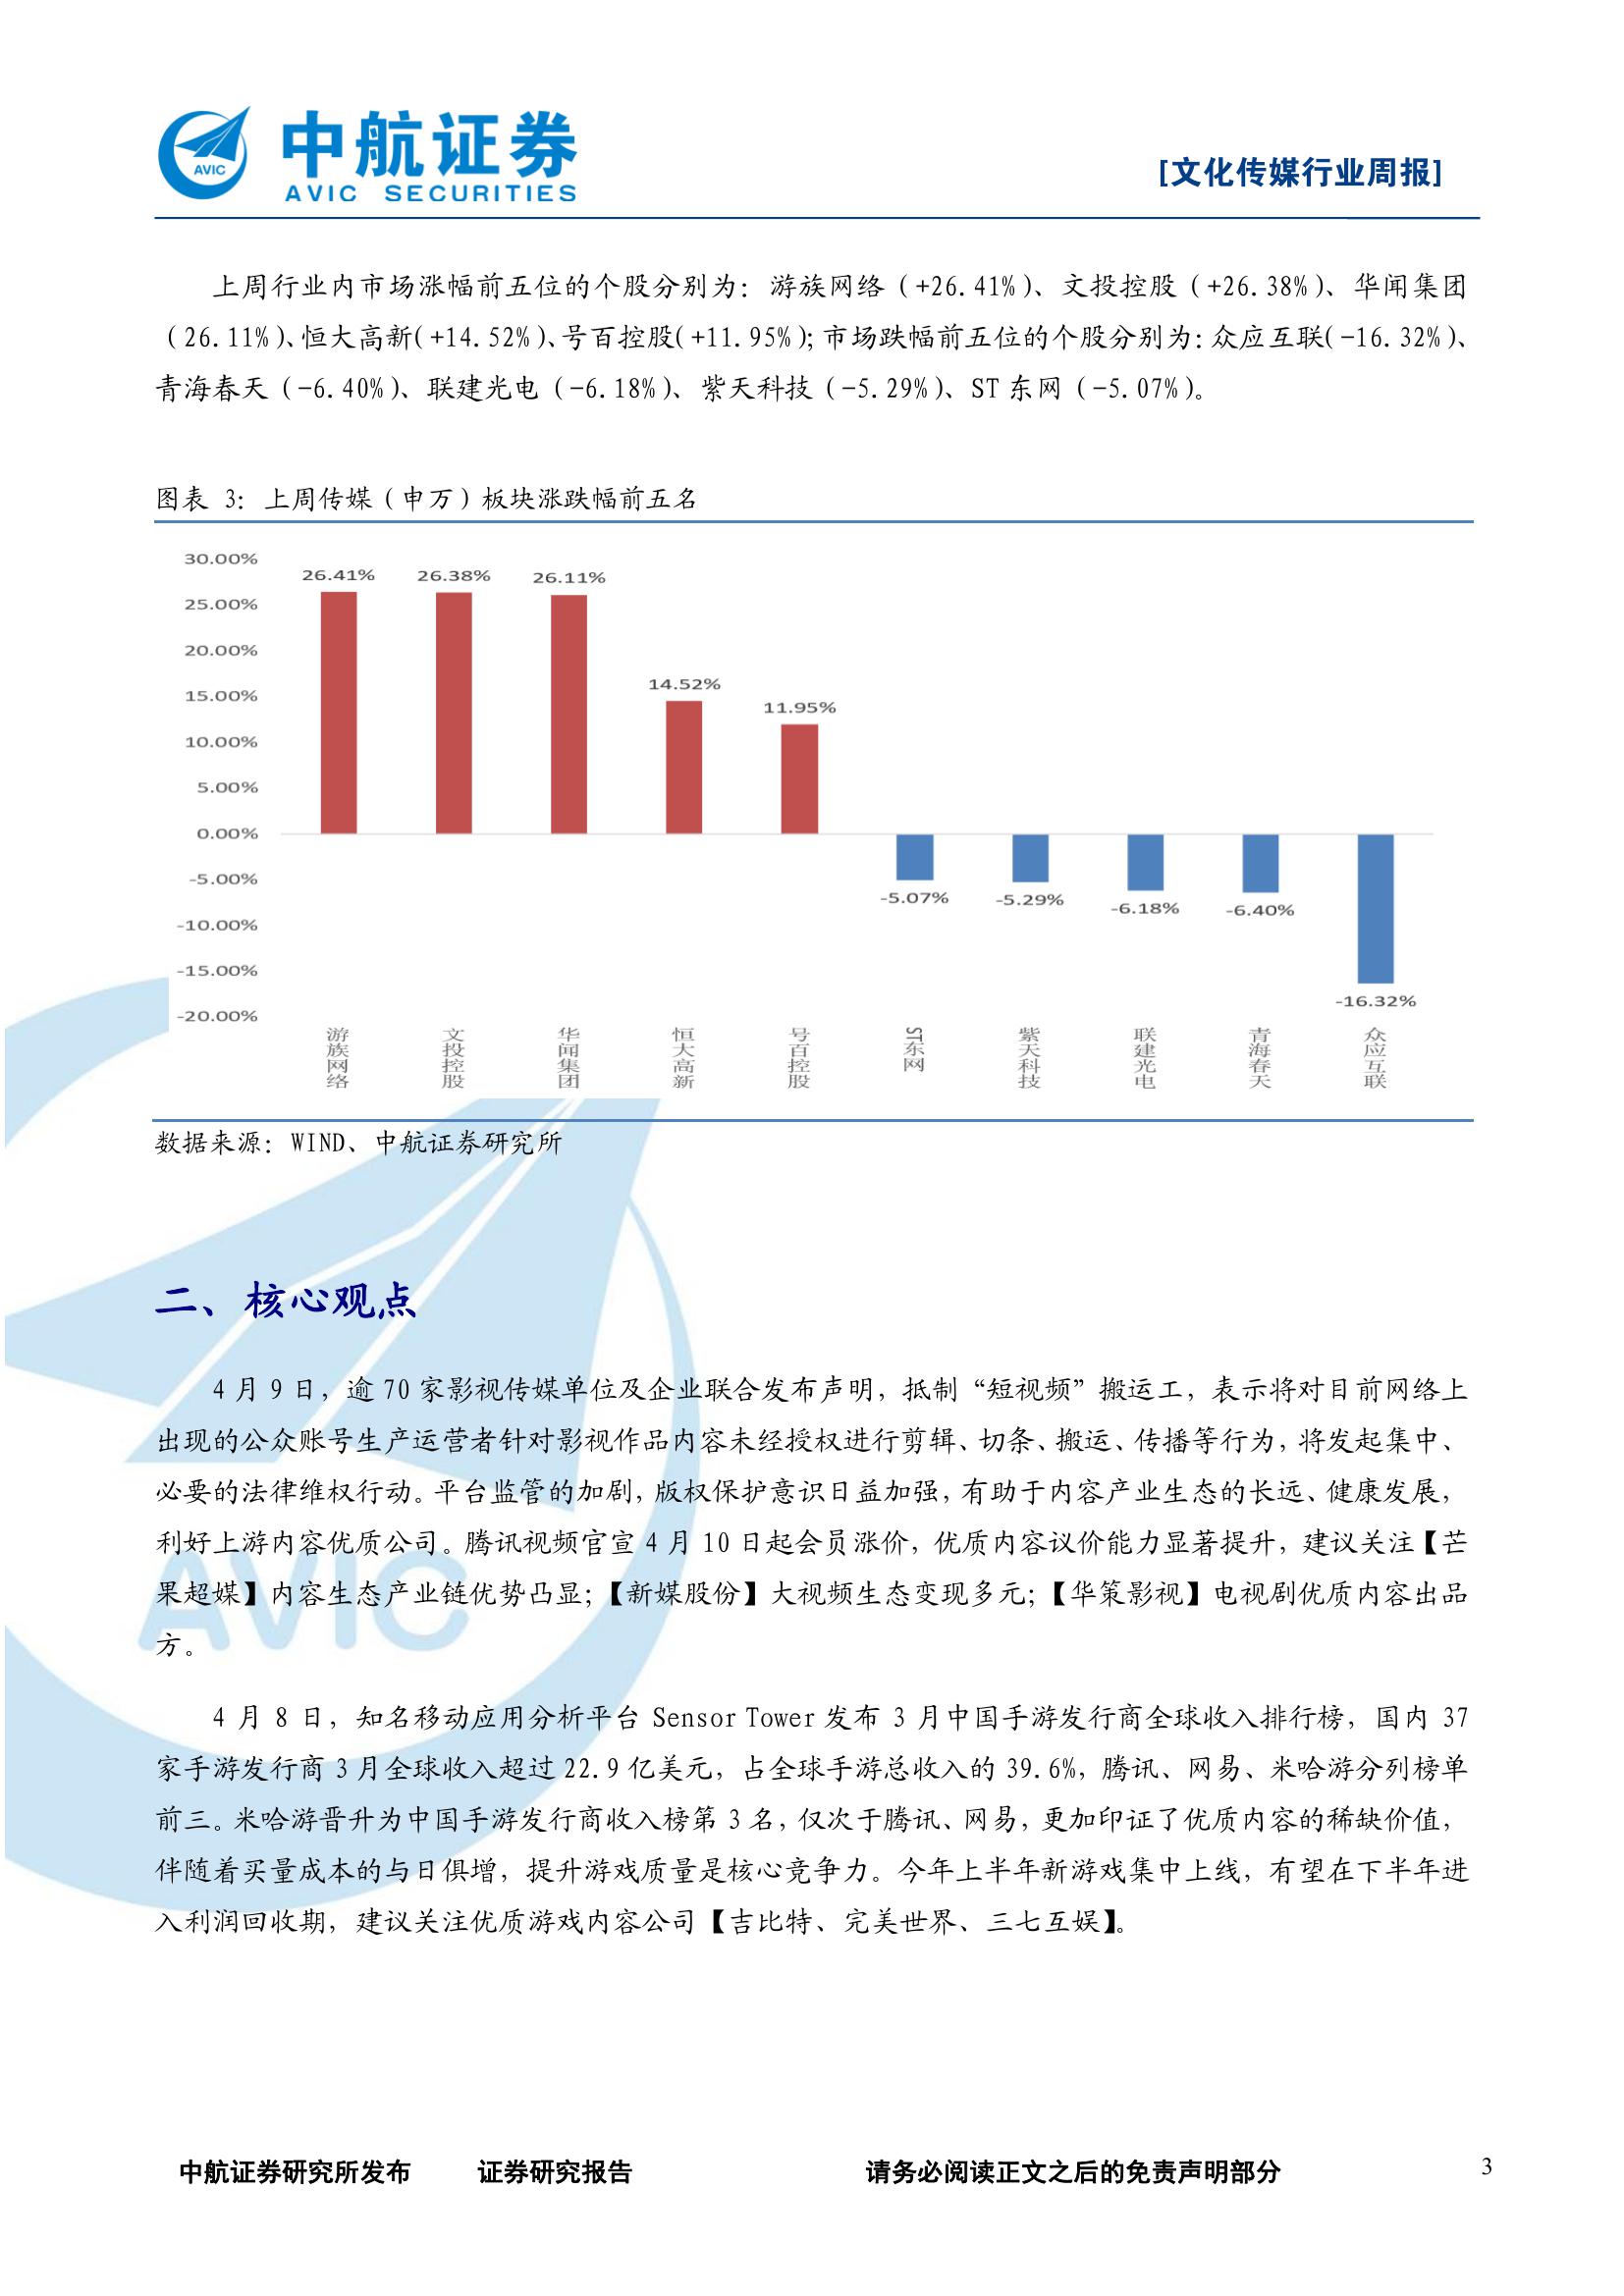 中航证券
AVIC SECURITIES
AVIC
[文化传媒行业周报]
上周行业内市场涨幅前五位的个股分别为：游族网络（+26.41%）、文投控股（+26.38%）、华闻集团
（26.11%）、恒大高新(+14.52%)、号百控股(+11.95%)；市场跌幅前五位的个股分别为：众应互联(-16.32%)、
青海春天（-6.40%）、联建光电（-6.18%）、紫天科技（-5.29%）、ST 东网（-5.07%）。
图表 3：上周传媒（申万）板块涨跌幅前五名
30.00%
25.00%
20.00%
15.00%
10.00%
5.00%
0.00%
-5.00%
-10.00%
-15.00%
-20.00%
26.41%
26.38%
26.11%
14.52%
11.95%
-5.07%
-5.29%
-6.18%
-6.40%
-16.32%
游族网络
文投控股
华闻集团
恒大高新
号百控股
ST东网
紫天科技
联建光电
青海春天
众应互联
数据来源：WIND、中航证券研究所
二、核心观点
4 月 9 日，逾 70 家影视传媒单位及企业联合发布声明，抵制“短视频”搬运工，表示将对目前网络上
出现的公众账号生产运营者针对影视作品内容未经授权进行剪辑、切条、搬运、传播等行为，将发起集中、
必要的法律维权行动。平台监管的加剧，版权保护意识日益加强，有助于内容产业生态的长远、健康发展，
利好上游内容优质公司。腾讯视频官宣 4 月 10 日起会员涨价，优质内容议价能力显著提升，建议关注【芒
果超媒】内容生态产业链优势凸显；【新媒股份】大视频生态变现多元；【华策影视】电视剧优质内容出品
方。
AVIC
4 月 8 日，知名移动应用分析平台 Sensor Tower 发布 3 月中国手游发行商全球收入排行榜，国内 37
家手游发行商 3 月全球收入超过 22.9 亿美元，占全球手游总收入的 39.6%，腾讯、网易、米哈游分列榜单
前三。米哈游晋升为中国手游发行商收入榜第 3 名，仅次于腾讯、网易，更加印证了优质内容的稀缺价值，
伴随着买量成本的与日俱增，提升游戏质量是核心竞争力。今年上半年新游戏集中上线，有望在下半年进
入利润回收期，建议关注优质游戏内容公司【吉比特、完美世界、三七互娱】。
中航证券研究所发布 证券研究报告 请务必阅读正文之后的免责声明部分 3